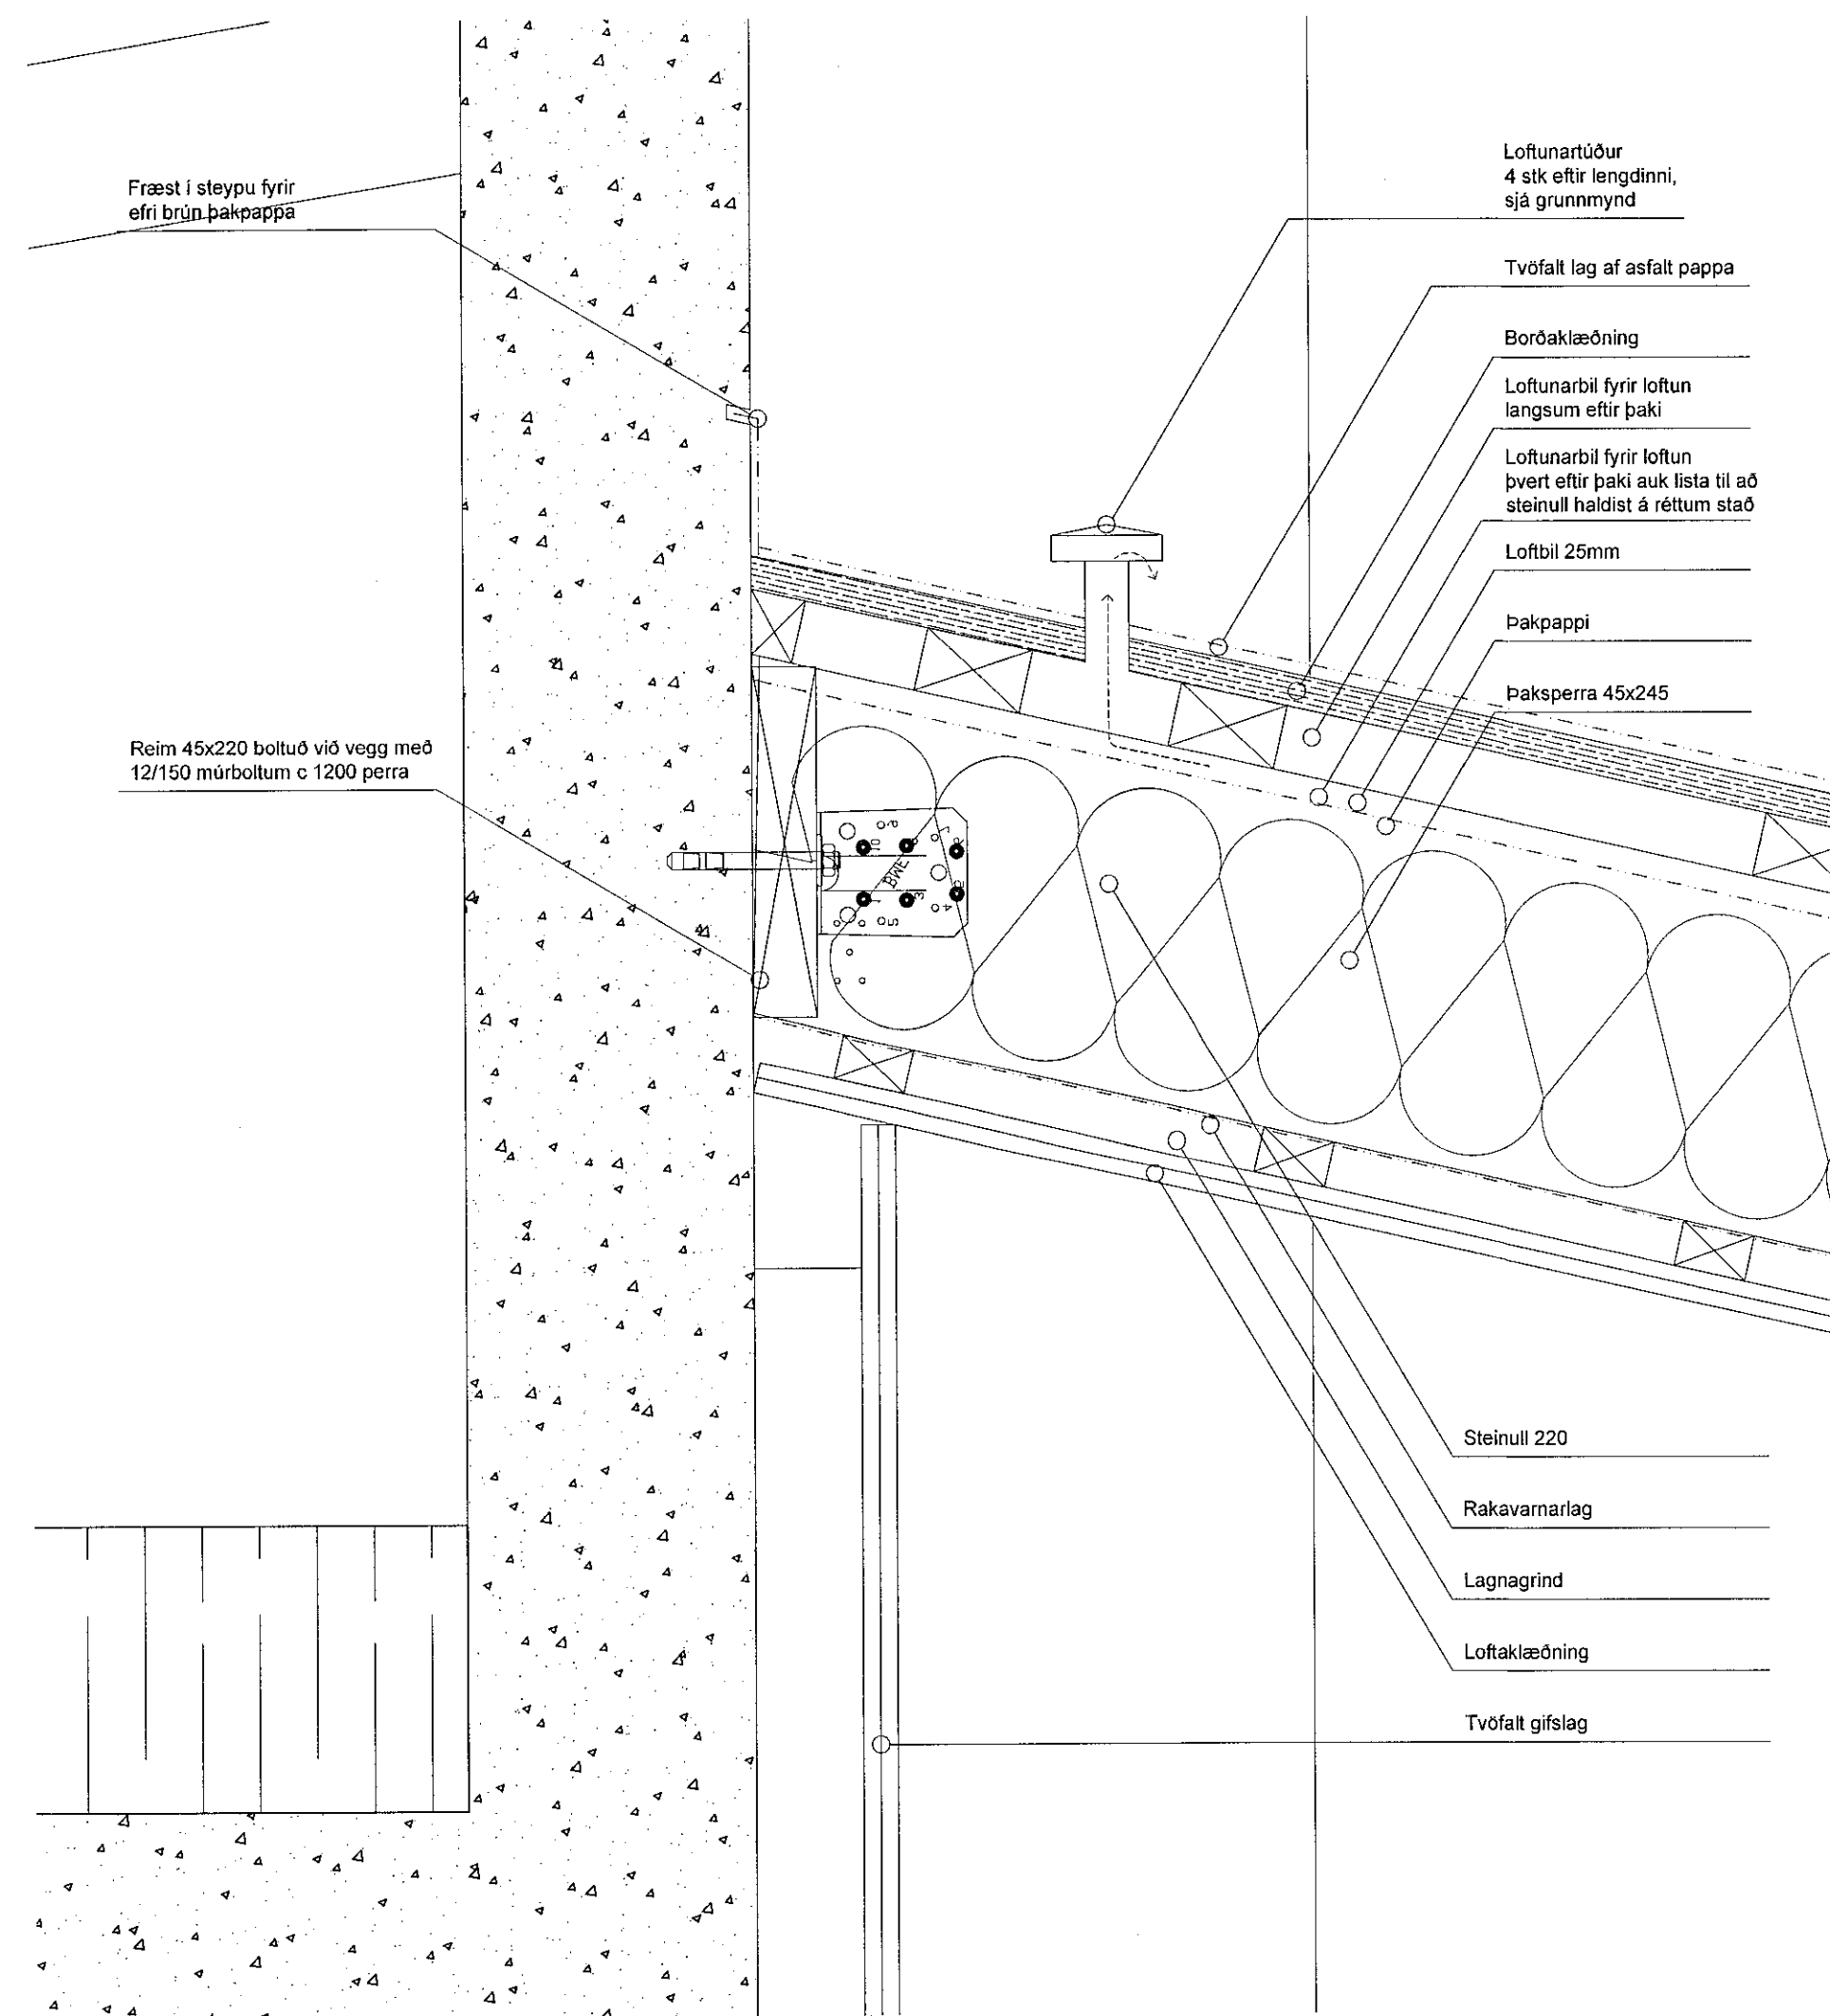 Fræst í steypu fyrir
efri brún þakpappa
Reim 45x220 boltuð við vegg með
12/150 múrboltum c 1200 perra
Loftunartúður
4 stk eftir lengdinni,
sjá grunnmynd
Tvöfalt lag af asfalt pappa
Borðaklæðning
Loftunarbil fyrir loftun
langsum eftir þaki
Loftunarbil fyrir loftun
þvert eftir þaki auk lista til að
steinull haldist á réttum stað
Loftbil 25mm
Þakpappi
Þaksperra 45x245
BMF
Steinull 220
Rakavarnarlag
Lagnagrind
Loftaklæðning
Tvöfalt gifslag